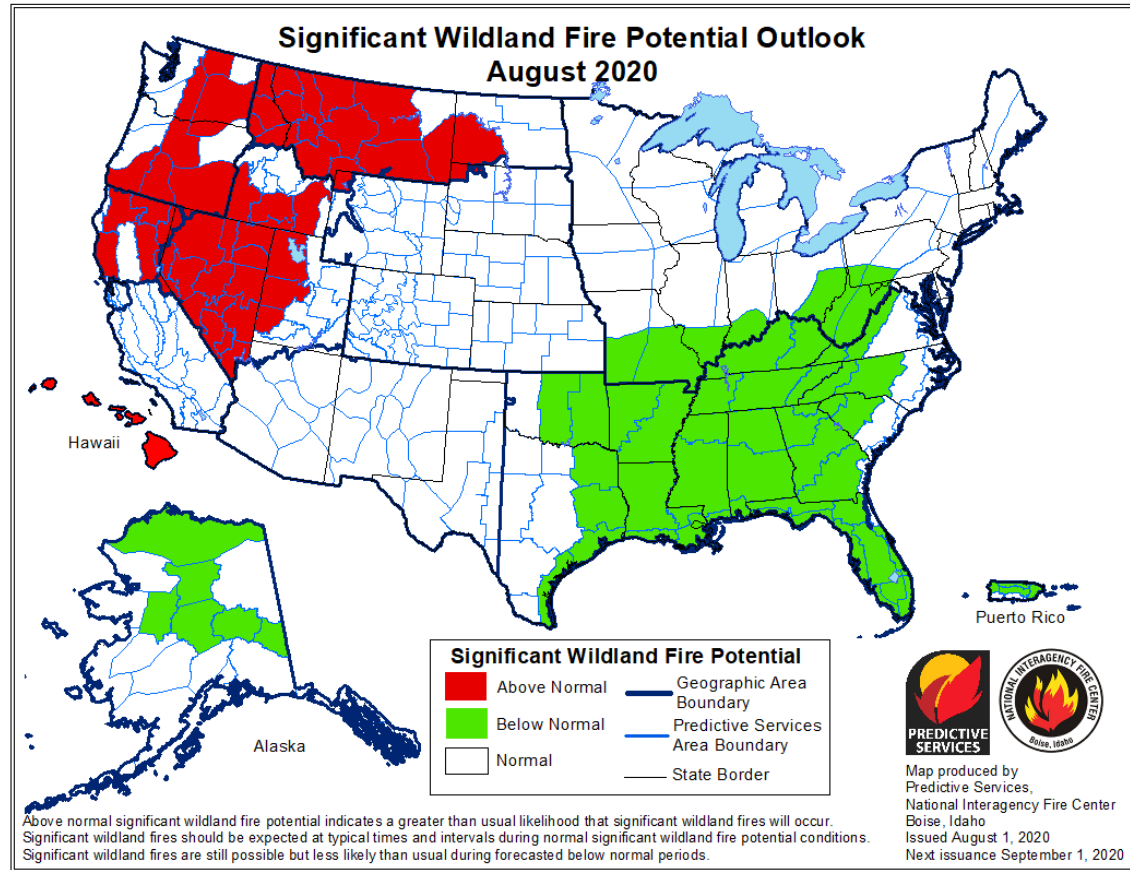 Significant Wildland Fire Potential Outlook
August 2020
Hawaii
Alaska
Puerto Rico
Significant Wildland Fire Potential
Above Normal
Below Normal
Normal
Geographic Area
Boundary
Predictive Services
Area Boundary
State Border
PREDICTIVE
SERVICES
NATIONAL INTERAGENCY FIRE CENTER
Boise, Idaho
Map produced by
Predictive Services,
National Interagency Fire Center
Boise, Idaho
Issued August 1, 2020
Next issuance September 1, 2020
Above normal significant wildland fire potential indicates a greater than usual likelihood that significant wildland fires will occur.
Significant wildland fires should be expected at typical times and intervals during normal significant wildland fire potential conditions.
Significant wildland fires are still possible but less likely than usual during forecasted below normal periods.